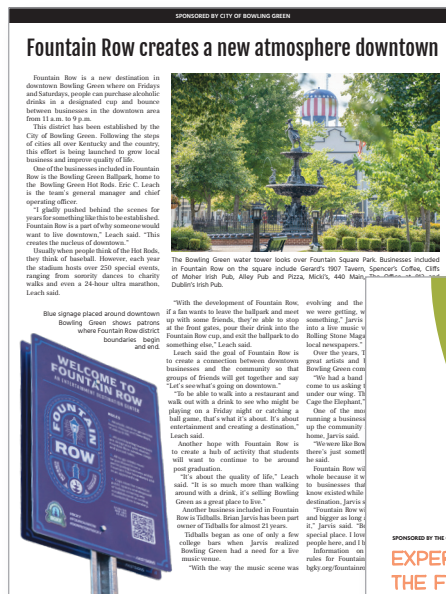 SPONSORED BY CITY OF BOWLING GREEN
Fountain Row creates a new atmosphere downtown
Fountain Row is a new destination in
downtown Bowling Green where on Fridays
and Saturdays, people can purchase alcoholic
drinks in a designated cup and bounce
between businesses in the downtown area
from 11 a.m. to 9 p.m.
This district has been established by the
City of Bowling Green. Following the steps
of cities all over Kentucky and the country,
this effort is being launched to grow local
business and improve quality of life.
One of the businesses included in Fountain
Row is the Bowling Green Ballpark, home to
the Bowling Green Hot Rods. Eric C. Leach
is the team's general manager and chief
operating officer.
"I gladly pushed behind the scenes for
years for something like this to be established.
Fountain Row is a part of why someone would
want to live downtown," Leach said. "This
creates the nucleus of downtown."
Usually when people think of the Hot Rods,
they think of baseball. However, each year
the stadium hosts over 250 special events,
ranging from sorority dances to charity
walks and even a 24-hour ultra marathon,
Leach said.
The Bowling Green water tower looks over Fountain Square Park. Businesses included
in Fountain Row on the square include Gerard's 1907 Tavern, Spencer's Coffee, Cliffs
of Moher Irish Pub, Alley Pub and Pizza, Micki's, 440 Main,
Dublin's Irish Pub.
Blue signage placed around downtown
Bowling Green shows patrons
where Fountain Row district
boundaries begin
and end.
WELCOME TO
FOUNTAIN ROW
AN ENTERTAINMENT DESTINATION CENTER
FOUNTAIN
ROW
"With the development of Fountain Row,
if a fan wants to leave the ballpark and meet
up with some friends, they're able to stop
at the front gates, pour their drink into the
Fountain Row cup, and exit the ballpark to do
something else," Leach said.
Leach said the goal of Fountain Row is
to create a connection between downtown
businesses and the community so that
groups of friends will get together and say
"Let's see what's going on downtown."
"To be able to walk into a restaurant and
walk out with a drink to see who might be
playing on a Friday night or catching a
ball game, that's what it's about. It's about
entertainment and creating a destination,"
Leach said.
Another hope with Fountain Row is
to create a hub of activity that students
will want to continue to be around
post graduation.
"It's about the quality of life," Leach
said. "It is so much more than walking
around with a drink, it's selling Bowling
Green as a great place to live."
Another business included in Fountain
Row is Tidballs. Brian Jarvis has been part
owner of Tidballs for almost 21 years.
Tidballs began as one of only a few
college bars when Jarvis realized
Bowling Green had a need for a live
music venue.
"With the way the music scene was
evolving and the
we were getting, w
something," Jarvis
into a live music v
Rolling Stone Maga
local newspapers."
Over the years, T
great artists and
Bowling Green com
"We had a band
come to us asking t
under our wing. Th
Cage the Elephant,"
One of the mo
running a business
up the community
home, Jarvis said.
"We were like Bow
there's just someth
he said.
Fountain Row wil
whole because it w
to businesses that
know existed while
destination, Jarvis s
"Fountain Row wi
and bigger as long a
it," Jarvis said. "Bo
special place. I love
people here, and I h
Information on
rules for Fountain
bgky.org/fountainro
SPONSORED BY THE
EXPER
THE F